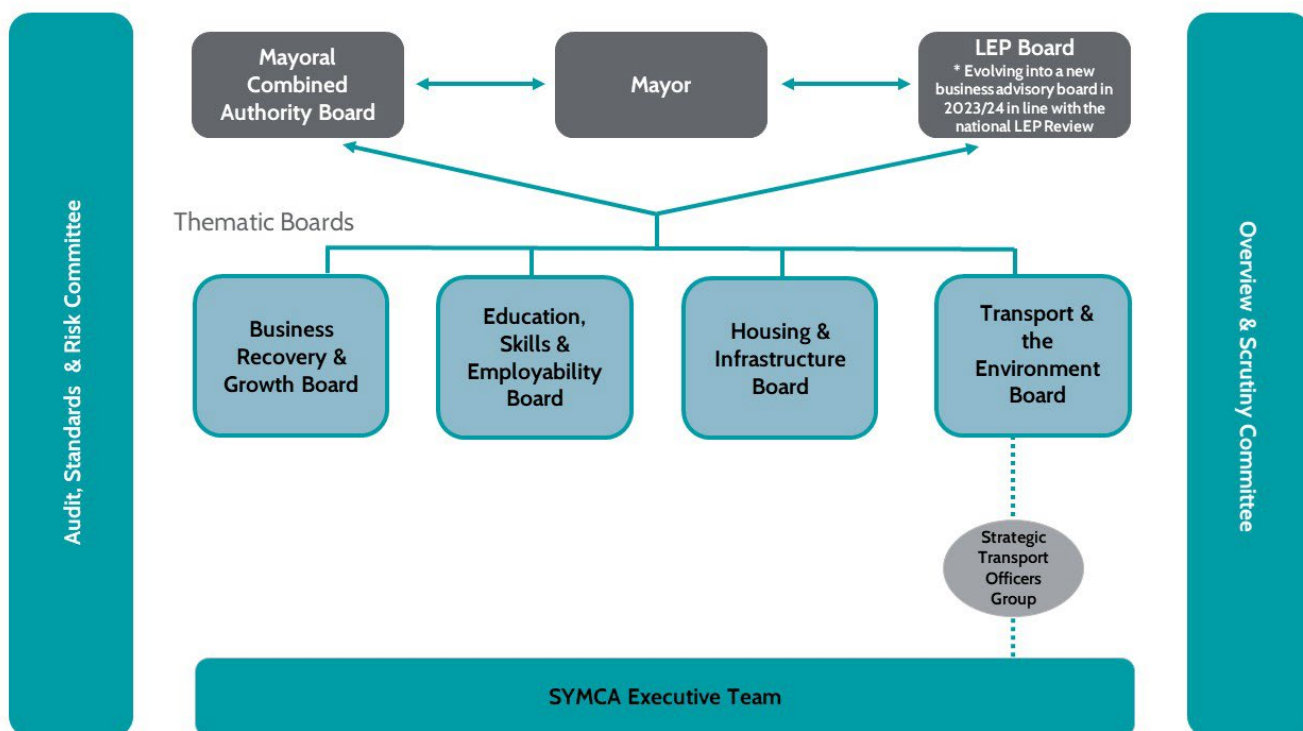 Audit, Standards & Risk Committee
Mayoral
Combined
Authority Board
Mayor
LEP Board
* Evolving into a new
business advisory board in
2023/24 in line with the
national LEP Review
Thematic Boards
Business
Recovery &
Growth Board
Education,
Skills &
Employability
Board
Housing &
Infrastructure
Board
Transport &
the
Environment
Board
Strategic
Transport
Officers
Group
SYMCA Executive Team
Overview & Scrutiny Committee